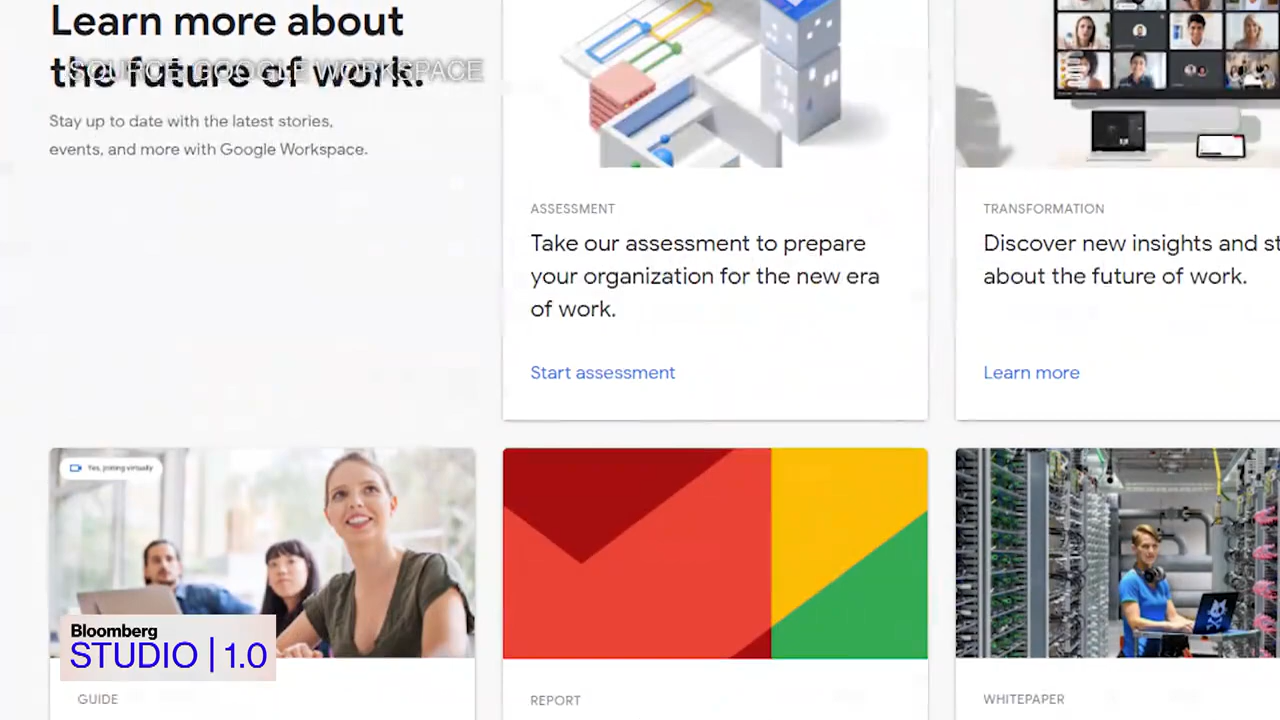 Learn more about
the future of work.
SOURCE: GOOGLE WORKSPACE
Stay up to date with the latest stories,
events, and more with Google Workspace.
ASSESSMENT
Take our assessment to prepare
your organization for the new era
of work.
Start assessment
TRANSFORMATION
Discover new insights and st
about the future of work.
Learn more
Yes, joining virtually
Bloomberg
STUDIO | 1.0
GUIDE
REPORT
WHITEPAPER